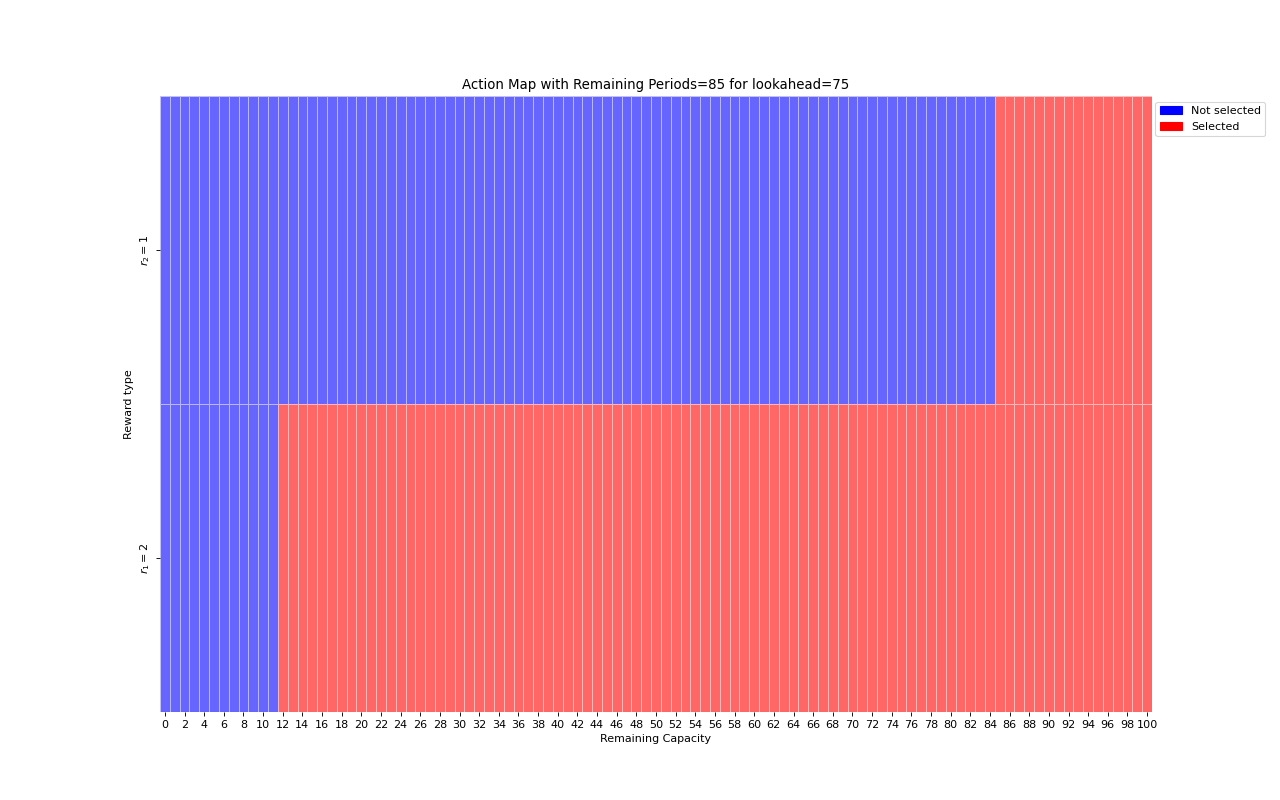 Action Map with Remaining Periods=85 for lookahead=75
Not selected
Selected
r₂ = 1
Reward type
r₁ = 2
0 2 4 6 8 10 12 14 16 18 20 22 24 26 28 30 32 34 36 38 40 42 44 46 48 50 52 54 56 58 60 62 64 66 68 70 72 74 76 78 80 82 84 86 88 90 92 94 96 98 100
Remaining Capacity